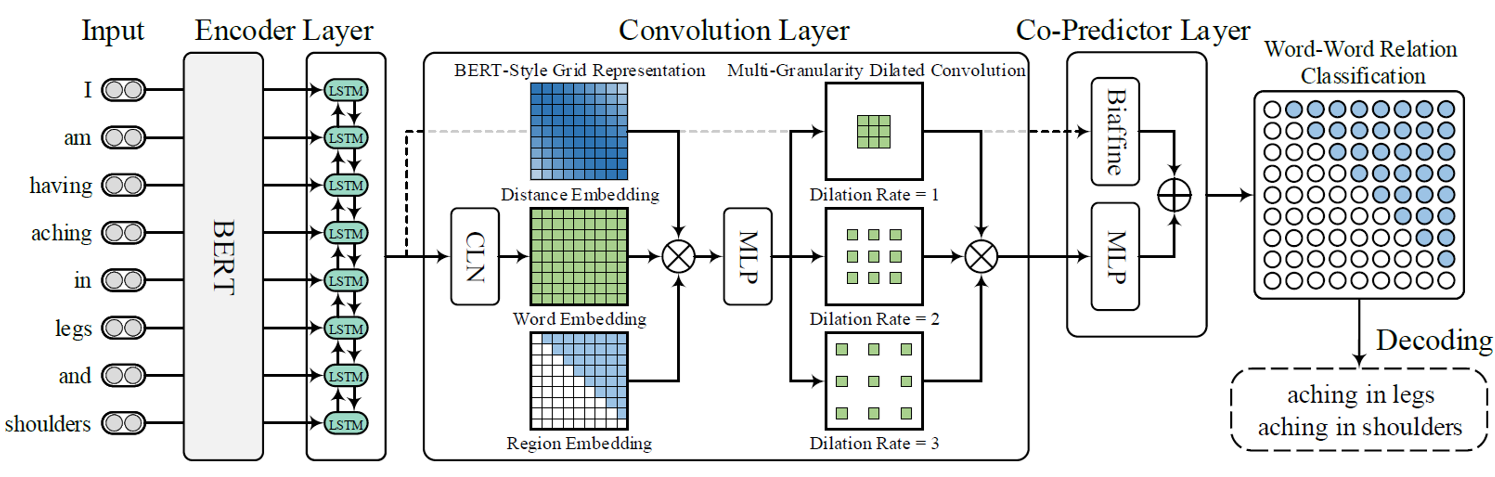 Input
Encoder Layer
Convolution Layer
Co-Predictor Layer
Word-Word Relation
Classification
I
am
having
aching
in
legs
and
shoulders
BERT
LSTM
LSTM
LSTM
LSTM
LSTM
LSTM
LSTM
LSTM
BERT-Style Grid Representation
Multi-Granularity Dilated Convolution
CLN
Distance Embedding
Word Embedding
Region Embedding
MLP
Dilation Rate = 1
Dilation Rate = 2
Dilation Rate = 3
Biaffine
MLP
Decoding
aching in legs
aching in shoulders